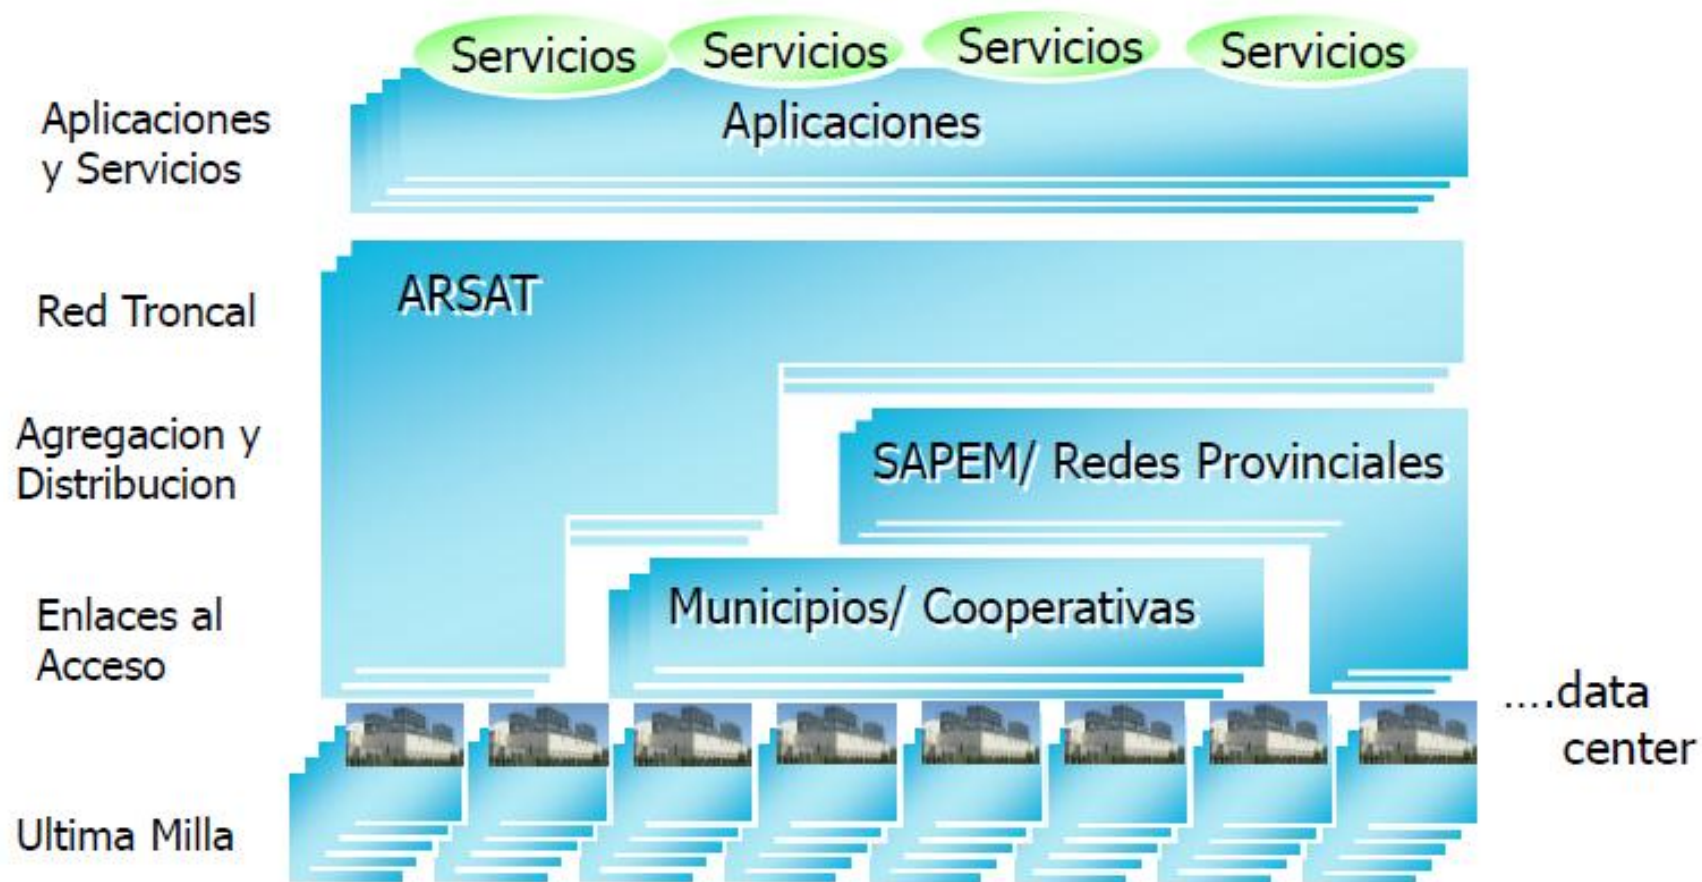 Servicios
Servicios
Servicios
Servicios
Aplicaciones
y Servicios
Aplicaciones
Red Troncal
ARSAT
Agregacion y
Distribucion
SAPEM/ Redes Provinciales
Enlaces al
Acceso
Municipios/ Cooperativas
....data
center
Ultima Milla